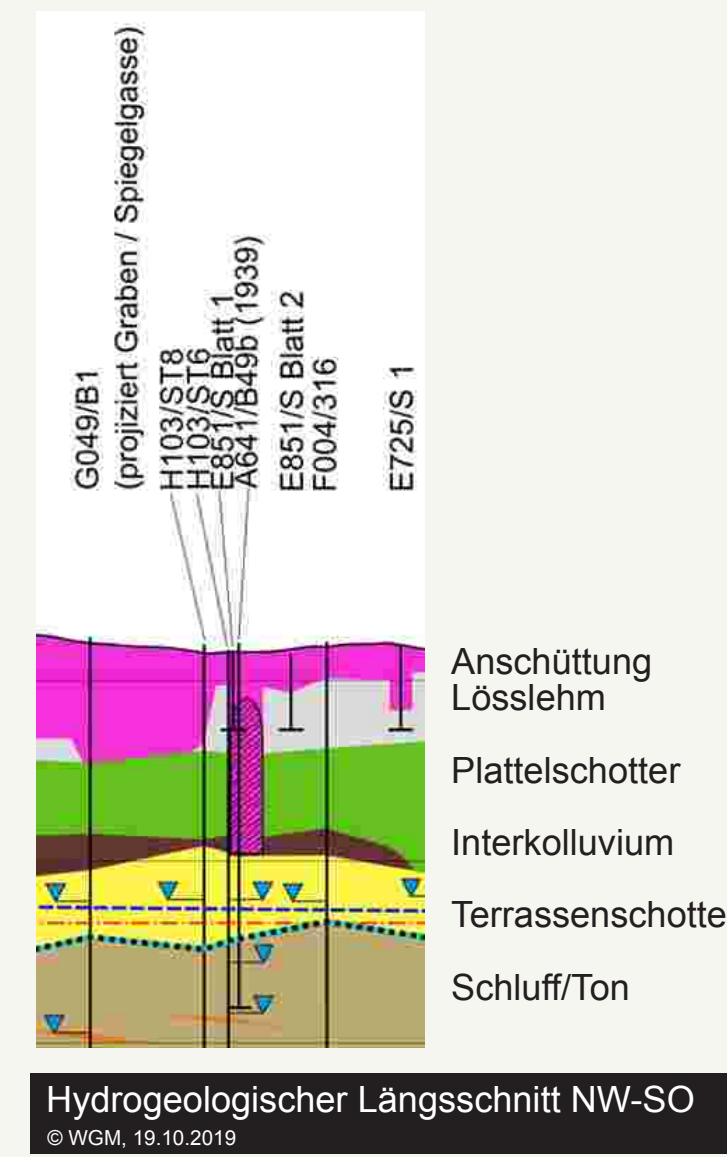 G049/B1
(projiziert Graben / Spiegelgasse)
H103/ST8
H103/ST6
E851/S Blatt 1
A641/B49b (1939)
E851/S Blatt 2
F004/316
E725/S 1
Anschüttung
Lösslehm
Plattelschotter
Interkolluvium
Terrassenschotte
Schluff/Ton
Hydrogeologischer Längsschnitt NW-SO
© WGM, 19.10.2019